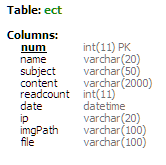 Table: ect
Columns:
num int(11) PK
name varchar(20)
subject varchar(50)
content varchar(2000)
readcount int(11)
date datetime
ip varchar(20)
imgPath varchar(100)
file varchar(100)